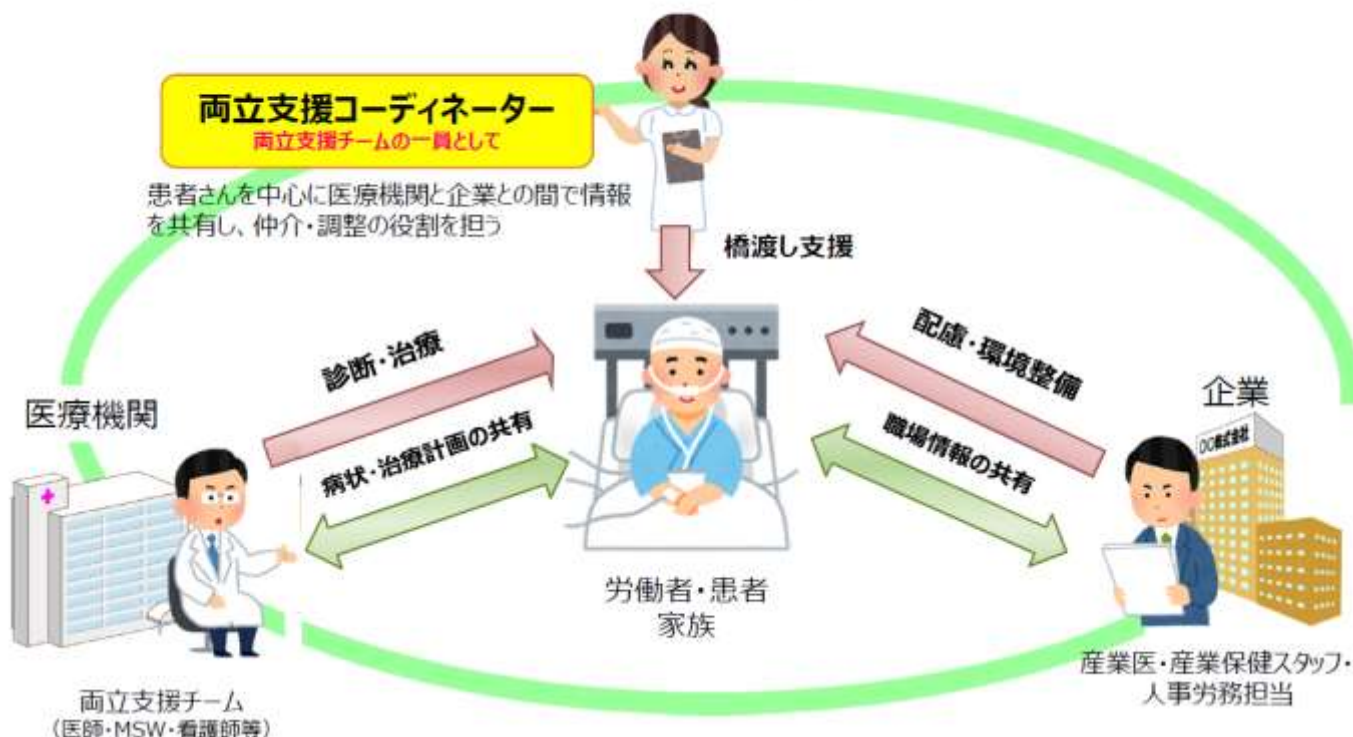 両立支援コーディネーター
両立支援チームの一員として
患者さんを中心に医療機関と企業との間で情報
を共有し、仲介・調整の役割を担う
橋渡し支援
診断・治療
病状・治療計画の共有
配慮・環境整備
職場情報の共有
医療機関
企業
〇〇株式会社
労働者・患者
家族
両立支援チーム
（医師・MSW・看護師等）
産業医・産業保健スタッフ・
人事労務担当